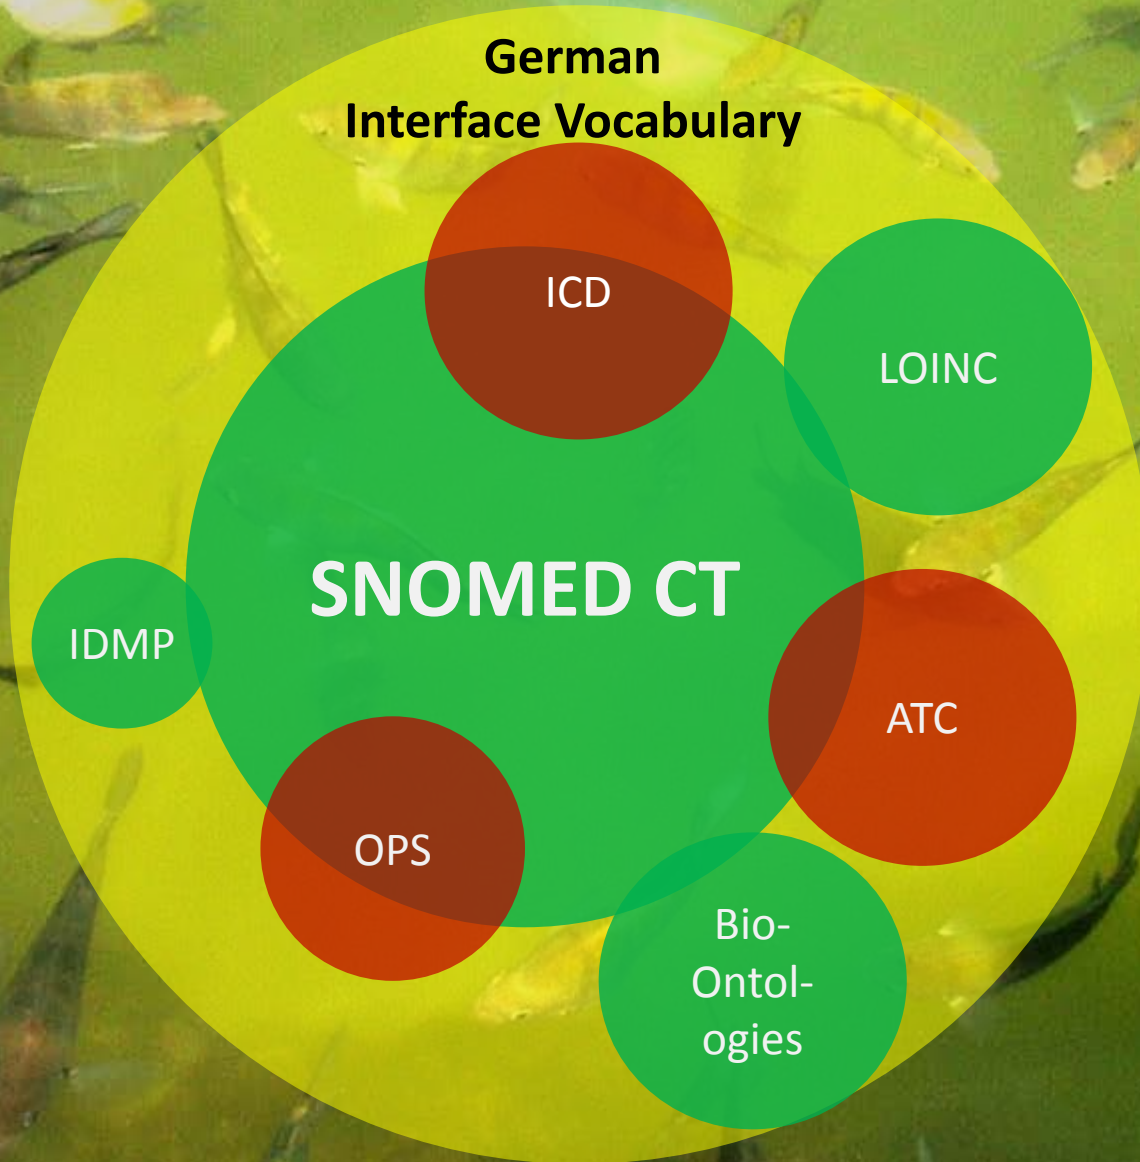 German
Interface Vocabulary
ICD
LOINC
SNOMED CT
IDMP
ATC
OPS
Bio-
Ontol-
ogies